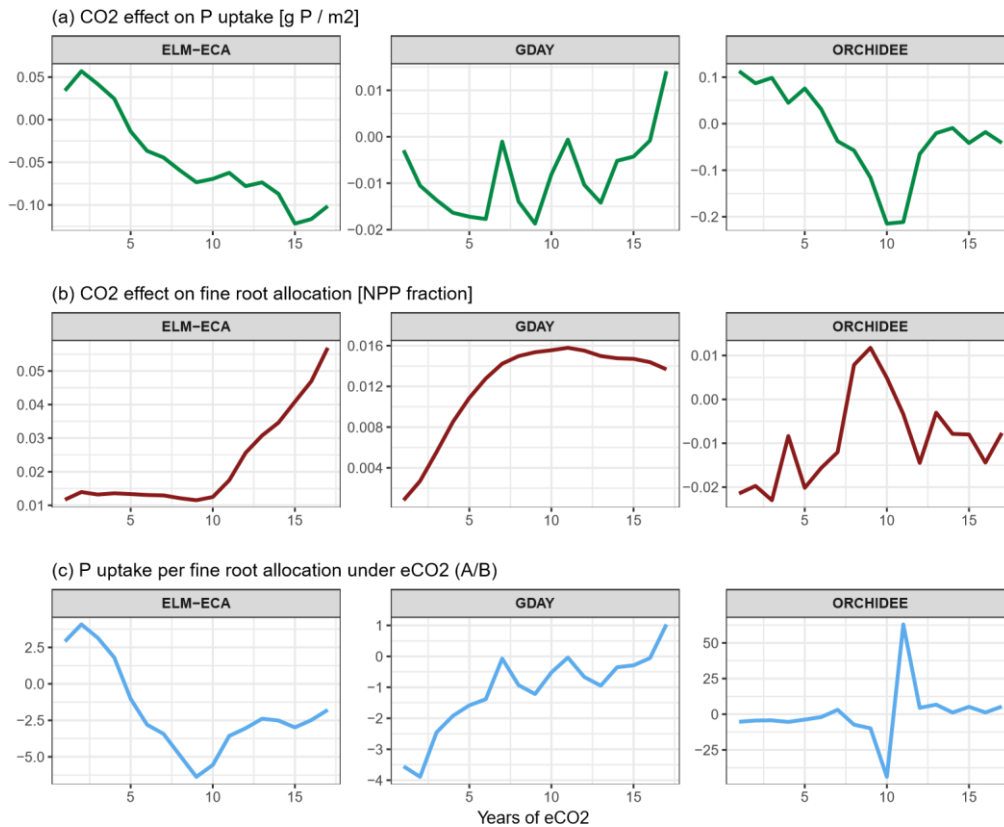 (a) CO2 effect on P uptake [g P / m2]
ELM−ECA
GDAY
ORCHIDEE
0.05
0.00
−0.05
−0.10
0.00
−0.01
−0.02
0.1
0.0
−0.1
−0.2
5 10 15
5 10 15
5 10 15
(b) CO2 effect on fine root allocation [NPP fraction]
ELM−ECA
GDAY
ORCHIDEE
0.05
0.04
0.03
0.02
0.01
0.016
0.012
0.008
0.004
0.01
0.00
−0.01
−0.02
5 10 15
5 10 15
5 10 15
(c) P uptake per fine root allocation under eCO2 (A/B)
ELM−ECA
GDAY
ORCHIDEE
2.5
0.0
−2.5
−5.0
1
0
−1
−2
−3
−4
50
25
0
−25
5 10 15
5 10 15
5 10 15
Years of eCO2